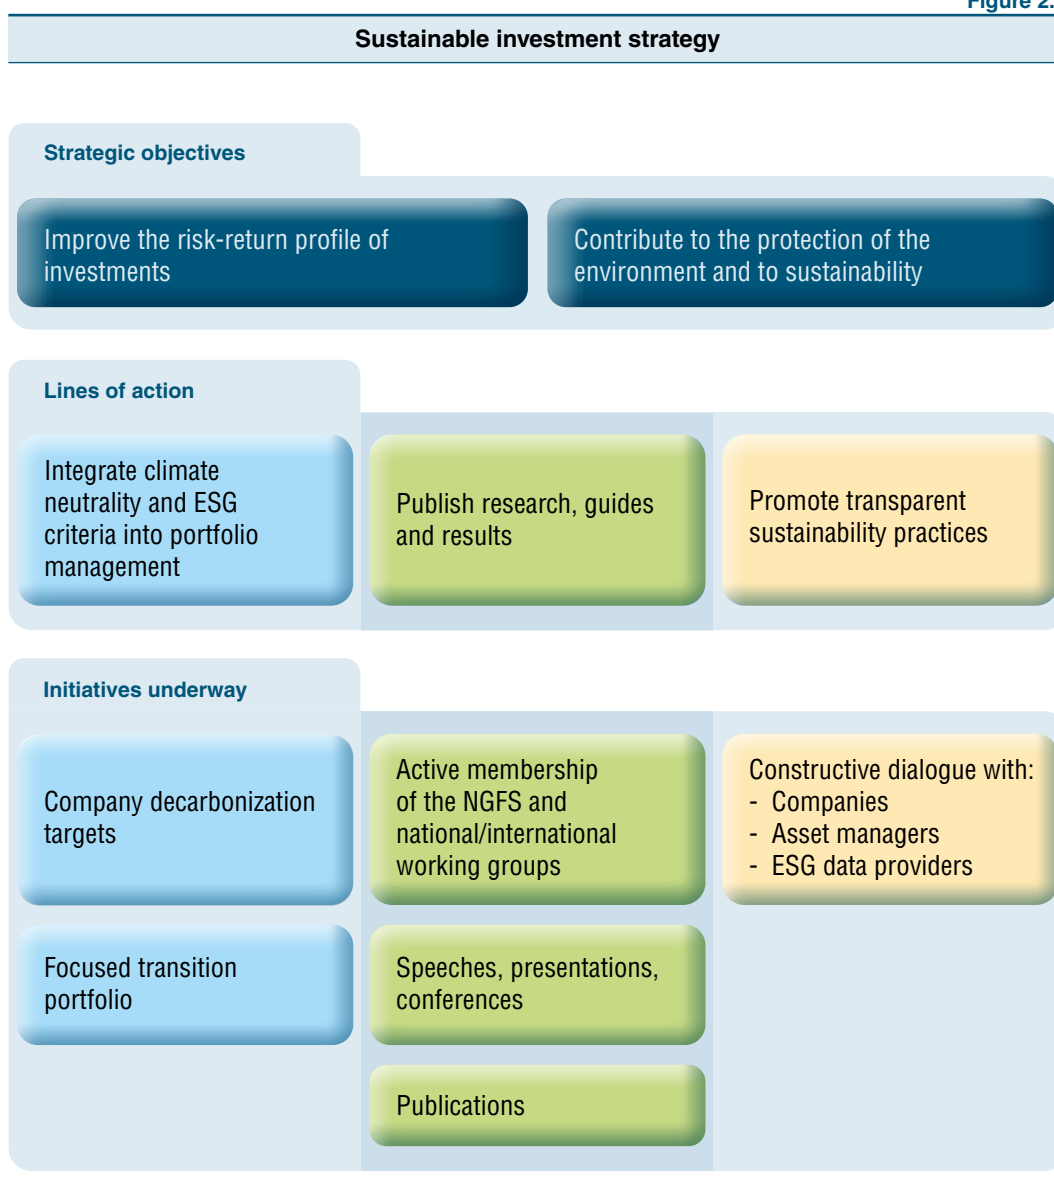 Figure 2.
Sustainable investment strategy
Strategic objectives
Improve the risk-return profile of
investments
Contribute to the protection of the
environment and to sustainability
Lines of action
Integrate climate
neutrality and ESG
criteria into portfolio
management
Publish research, guides
and results
Promote transparent
sustainability practices
Initiatives underway
Company decarbonization
targets
Active membership
of the NGFS and
national/international
working groups
Constructive dialogue with:
- Companies
- Asset managers
- ESG data providers
Focused transition
portfolio
Speeches, presentations,
conferences
Publications